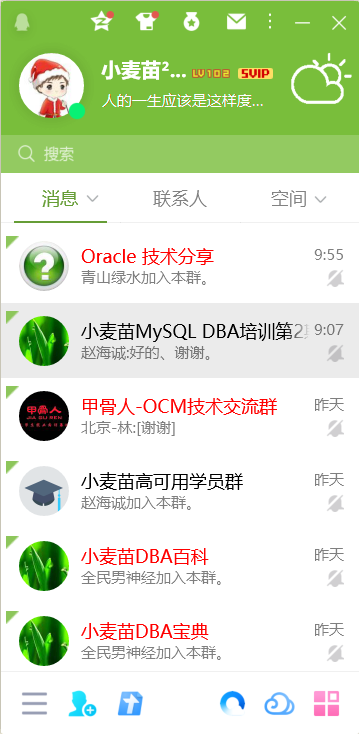 小麦苗²...
LV102 SVIP
人的一生应该是这样度...
搜索
消息 联系人 空间
Oracle 技术分享 9:55
青山绿水加入本群。
小麦苗MySQL DBA培训第2 9:07
赵海诚:好的、谢谢。
甲骨人-OCM技术交流群 昨天
北京-林:[谢谢]
甲骨人
JIA GU REN
小麦苗高可用学员群 昨天
赵海诚加入本群。
小麦苗DBA百科 昨天
全民男神经加入本群。
小麦苗DBA宝典 昨天
全民男神经加入本群。